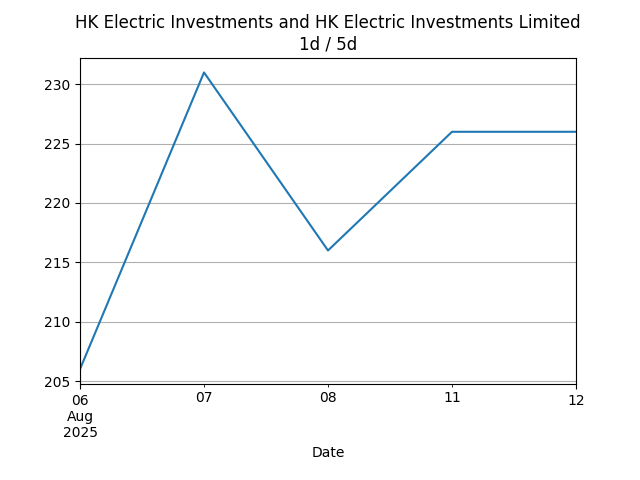 HK Electric Investments and HK Electric Investments Limited
1d / 5d
230
225
220
215
210
205
06 07 08 11 12
Aug
2025
Date